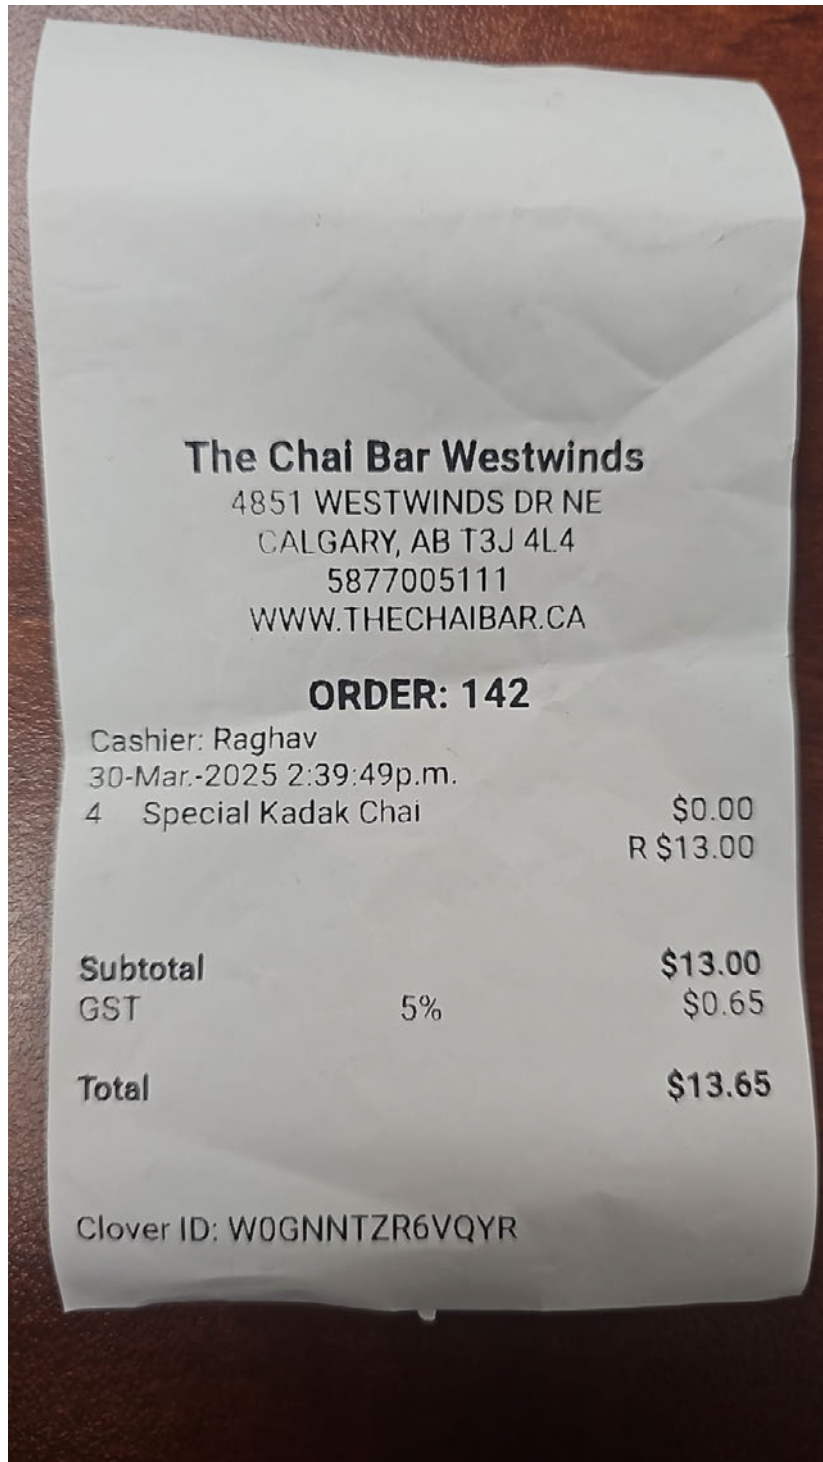 The Chai Bar Westwinds
4851 WESTWINDS DR NE
CALGARY, AB T3J 4L4
5877005111
WWW.THECHAIBAR.CA
ORDER: 142
Cashier: Raghav
30-Mar.-2025 2:39:49p.m.
4 Special Kadak Chai $0.00
R $13.00
Subtotal $13.00
GST 5% $0.65
Total $13.65
Clover ID: W0GNNTZR6VQYR